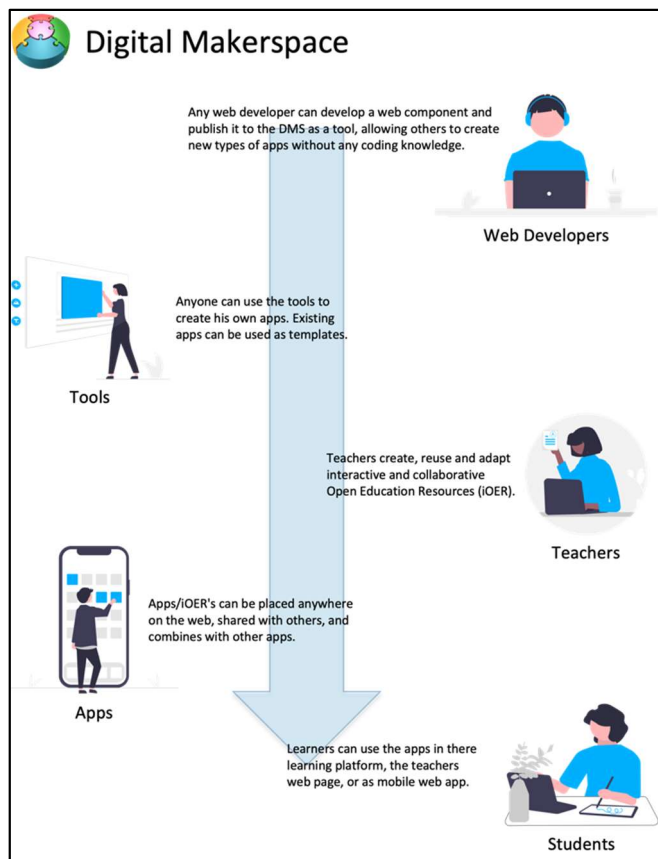 Digital Makerspace
Any web developer can develop a web component and
publish it to the DMS as a tool, allowing others to create
new types of apps without any coding knowledge.
Web Developers
Anyone can use the tools to
create his own apps. Existing
apps can be used as templates.
Tools
Teachers create, reuse and adapt
interactive and collaborative
Open Education Resources (iOER).
Teachers
Apps/iOER's can be placed anywhere
on the web, shared with others, and
combines with other apps.
Apps
Learners can use the apps in there
learning platform, the teachers
web page, or as mobile web app.
Students